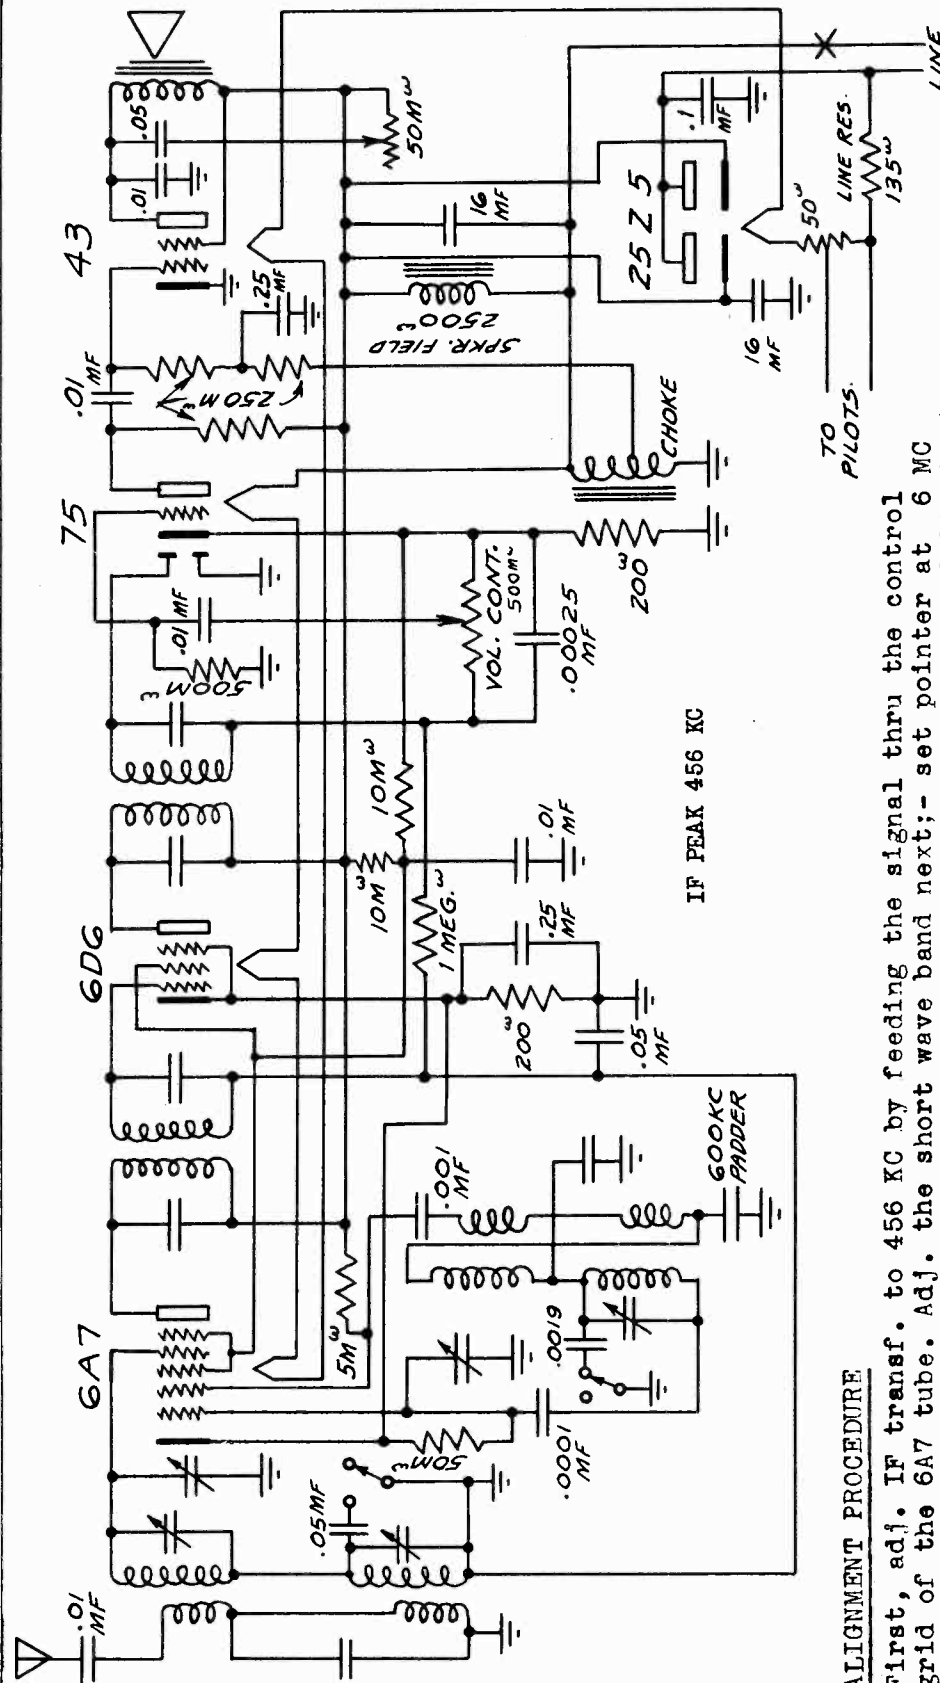 6A7
6D6
75
43
.01 MF
.05MF
50M ω
5M ω
.0001 MF
.0019
.001 MF
600KC PADDER
200 ω
.05 MF
.25 MF
1 MEG. ω
10M ω
10M ω
.01 MF
IF PEAK 456 KC
500M ω
.01 MF
VOL. CONT. 500M ω
.00025 MF
200 ω
CHOKE
.01 MF
250M ω
.25 MF
SPKR. FIELD
2500 ω
16 MF
.01
.05
50M ω
25Z5
.1 MF
16 MF
50 ω
LINE RES.
135 ω
TO PILOTS.
LINE
ALIGNMENT PROCEDURE
First, adj. IF transf. to 456 KC by feeding the signal thru the control
grid of the 6A7 tube. Adj. the short wave band next;- set pointer at 6 MC